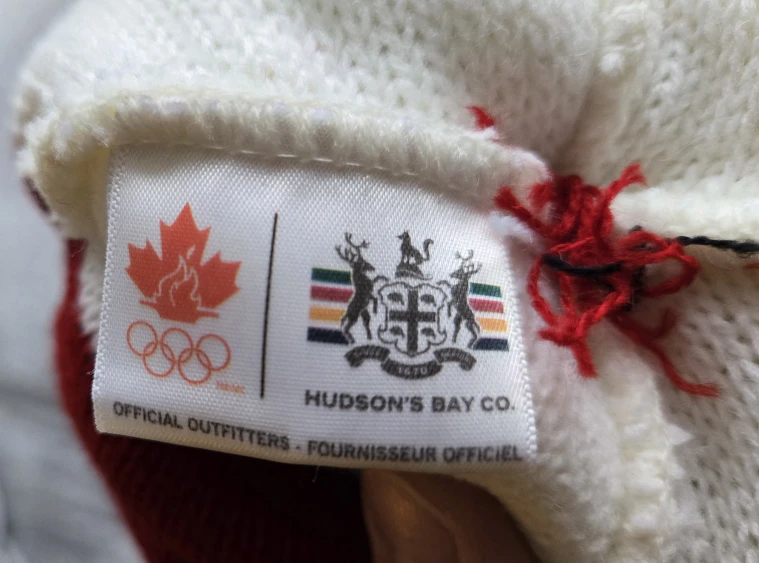 1670
HUDSON'S BAY CO.
OFFICIAL OUTFITTERS - FOURNISSEUR OFFICIEL